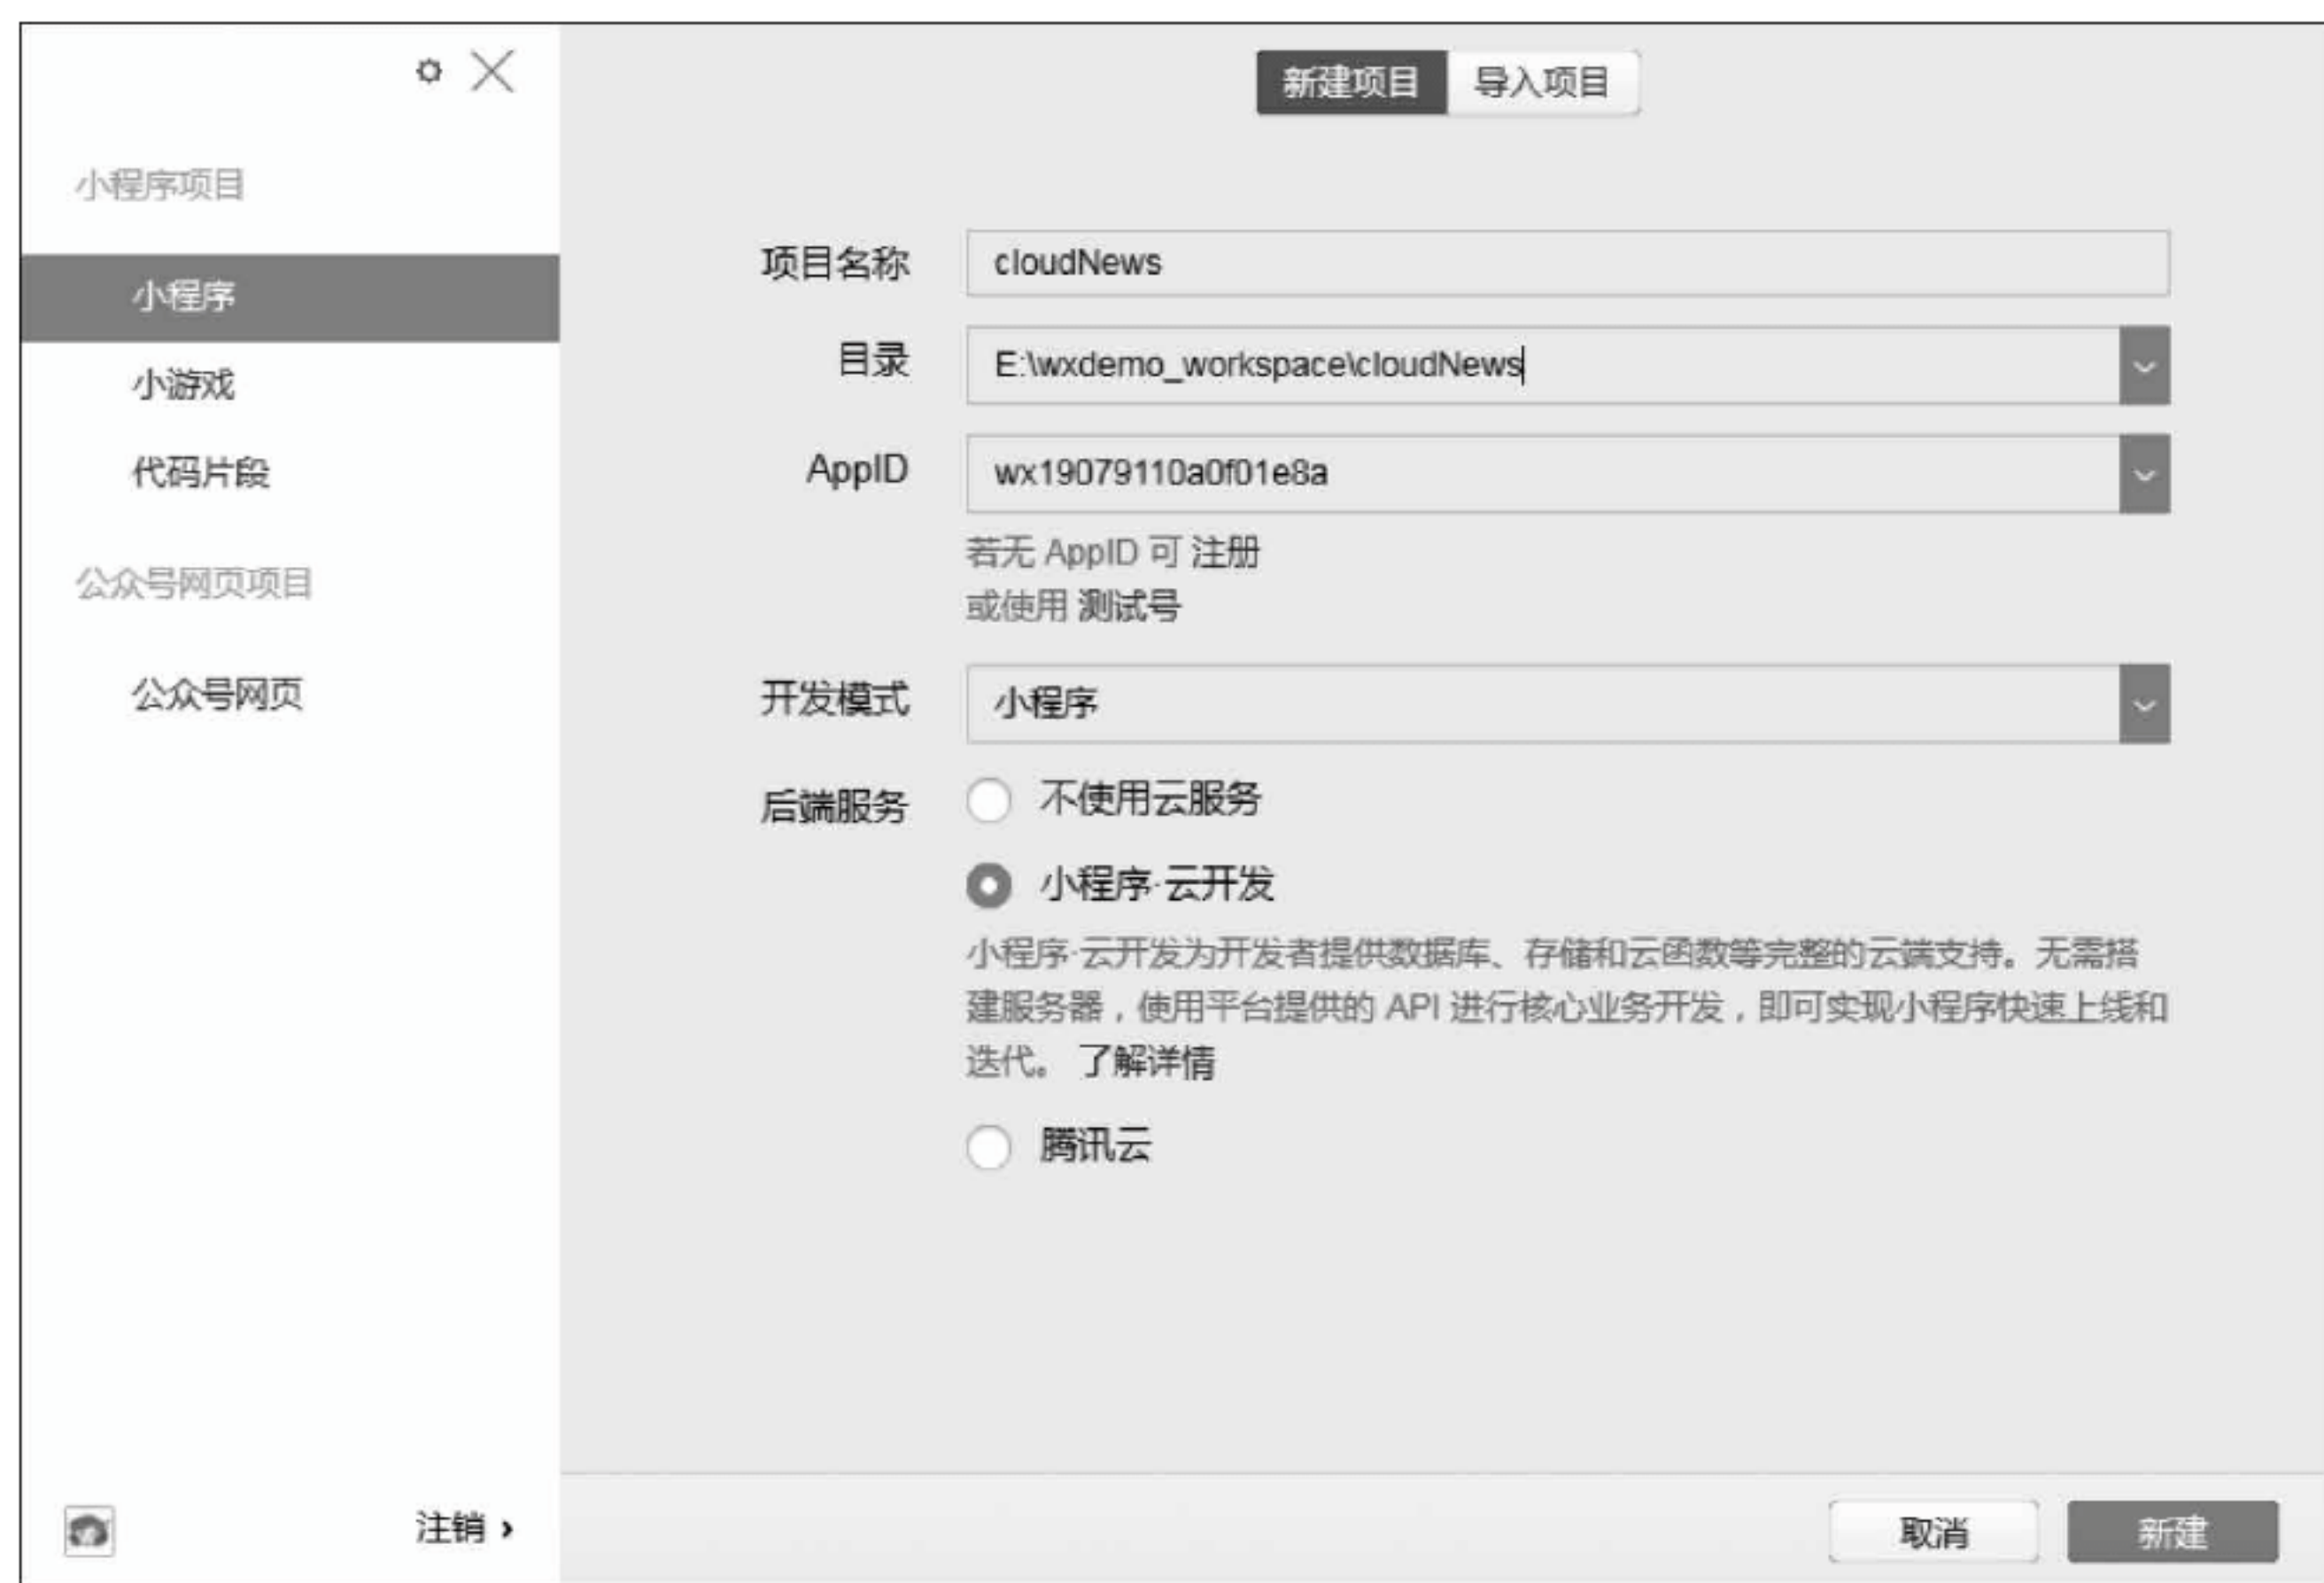 新建项目 导入项目
小程序项目
小程序
小游戏
代码片段
公众号网页项目
公众号网页
注销 ›
项目名称 cloudNews
目录 E:\wxdemo_workspace\cloudNews
AppID wx19079110a0f01e8a
若无 AppID 可 注册
或使用 测试号
开发模式 小程序
后端服务 不使用云服务
小程序·云开发
小程序·云开发为开发者提供数据库、存储和云函数等完整的云端支持。无需搭
建服务器，使用平台提供的 API 进行核心业务开发，即可实现小程序快速上线和
迭代。 了解详情
腾讯云
取消 新建